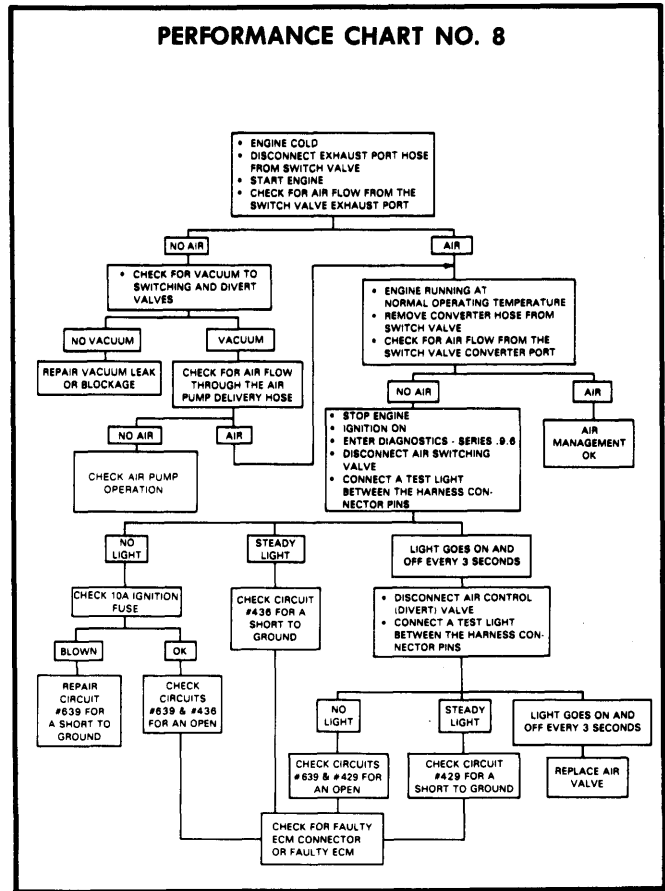 PERFORMANCE CHART NO. 8
• ENGINE COLD
• DISCONNECT EXHAUST PORT HOSE
FROM SWITCH VALVE
• START ENGINE
• CHECK FOR AIR FLOW FROM THE
SWITCH VALVE EXHAUST PORT
NO AIR
AIR
• CHECK FOR VACUUM TO
SWITCHING AND DIVERT
VALVES
• ENGINE RUNNING AT
NORMAL OPERATING TEMPERATURE
• REMOVE CONVERTER HOSE FROM
SWITCH VALVE
• CHECK FOR AIR FLOW FROM THE
SWITCH VALVE CONVERTER PORT
NO VACUUM
VACUUM
REPAIR VACUUM LEAK
OR BLOCKAGE
CHECK FOR AIR FLOW
THROUGH THE AIR
PUMP DELIVERY HOSE
NO AIR
AIR
NO AIR
AIR
CHECK AIR PUMP
OPERATION
• STOP ENGINE
• IGNITION ON
• ENTER DIAGNOSTICS - SERIES .9.6
• DISCONNECT AIR SWITCHING
VALVE
• CONNECT A TEST LIGHT
BETWEEN THE HARNESS CON-
NECTOR PINS
AIR
MANAGEMENT
OK
NO
LIGHT
STEADY
LIGHT
LIGHT GOES ON AND
OFF EVERY 3 SECONDS
CHECK 10A IGNITION
FUSE
CHECK CIRCUIT
#436 FOR A
SHORT TO
GROUND
• DISCONNECT AIR CONTROL
(DIVERT) VALVE
• CONNECT A TEST LIGHT
BETWEEN THE HARNESS CON-
NECTOR PINS
BLOWN
OK
REPAIR
CIRCUIT
#639 FOR
A SHORT TO
GROUND
CHECK
CIRCUITS
#639 & #436
FOR AN OPEN
NO
LIGHT
STEADY
LIGHT
LIGHT GOES ON AND
OFF EVERY 3 SECONDS
CHECK CIRCUITS
#639 & #429 FOR
AN OPEN
CHECK CIRCUIT
#429 FOR A
SHORT TO GROUND
REPLACE AIR
VALVE
CHECK FOR FAULTY
ECM CONNECTOR
OR FAULTY ECM